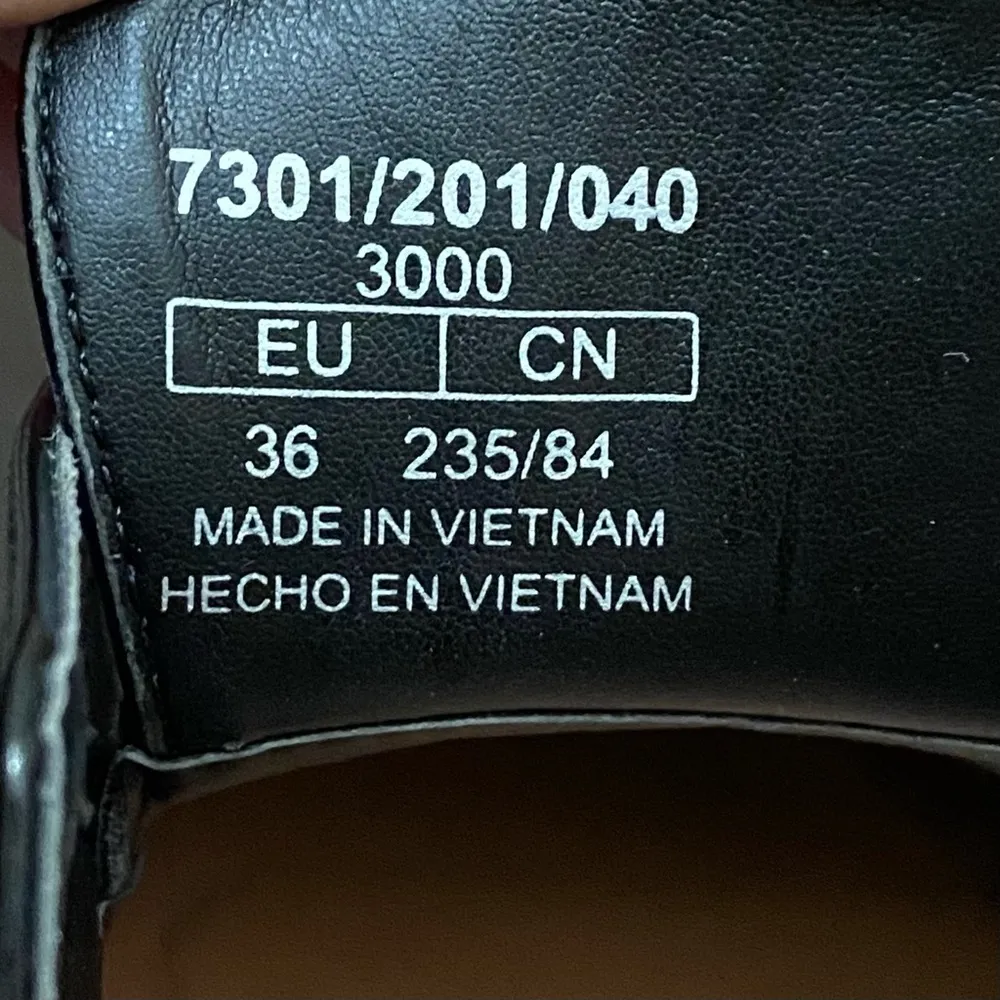 7301/201/040
3000
EU CN
36 235/84
MADE IN VIETNAM
HECHO EN VIETNAM